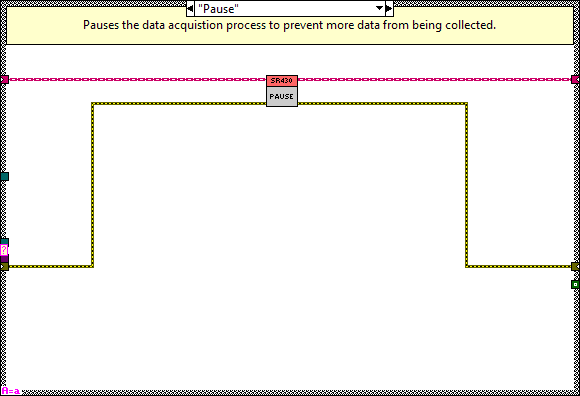 "Pause"
Pauses the data acquistion process to prevent more data from being collected.
SR430
PAUSE
?
A=a